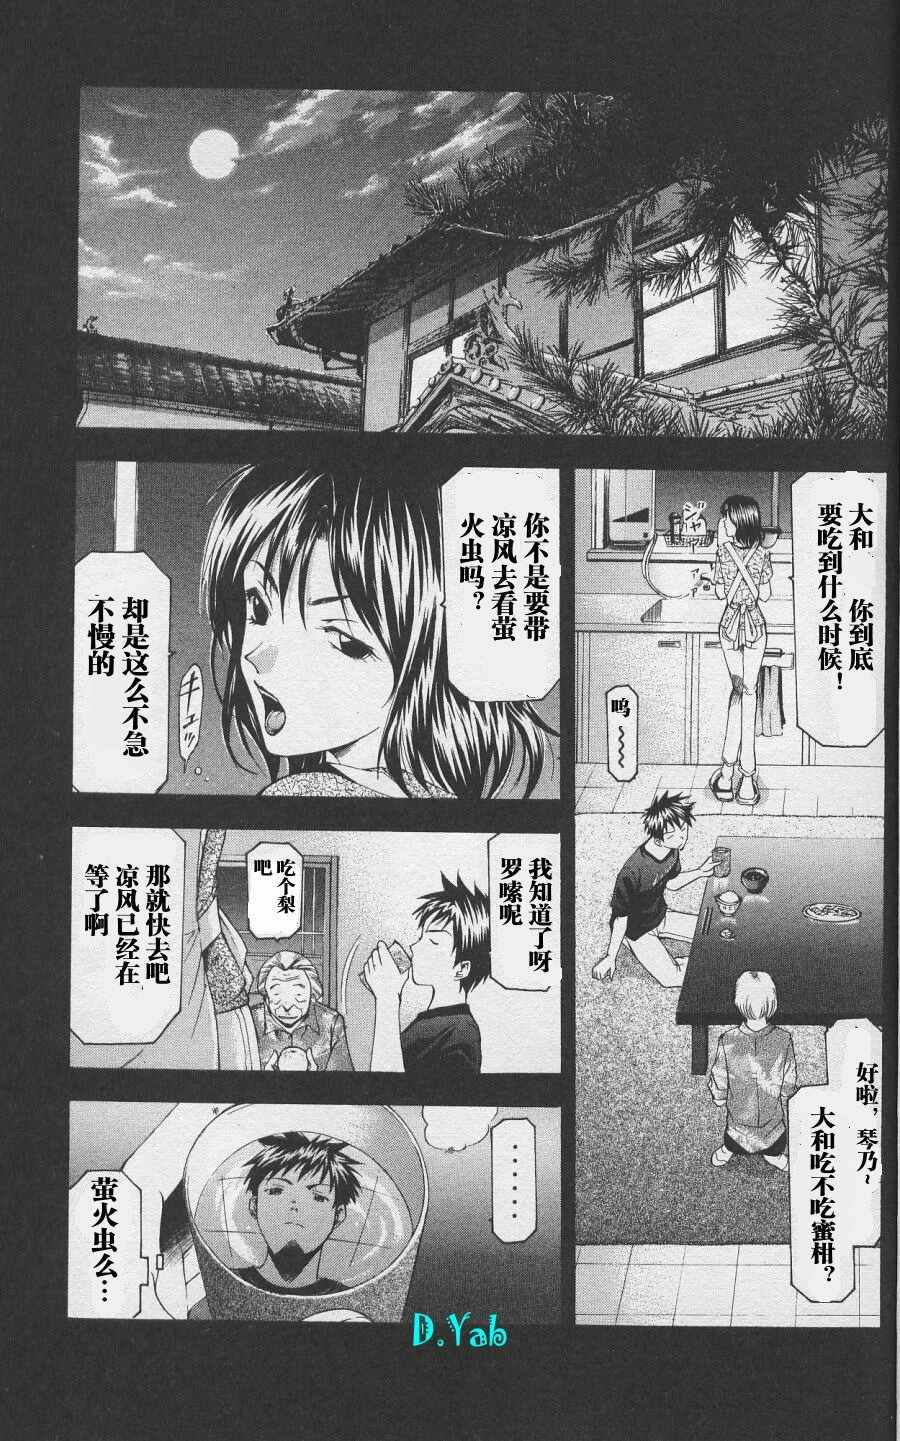 大和 你到底
要吃到什么时候！
呜～～～
好啦，琴乃~
大和吃不吃蜜柑？
你不是要带
凉风去看萤
火虫吗？
却是这么不急
不慢的
キュッ
我知道了呀
罗嗦呢
吃个梨
吧
那就快去吧
凉风已经在
等了啊
……
萤火虫么…
D.Yab